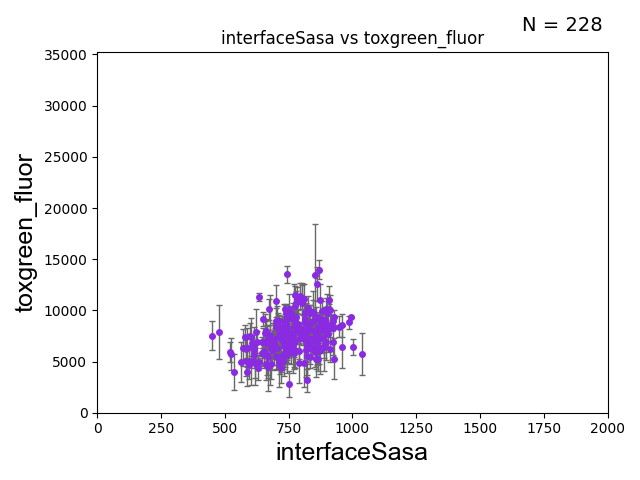 N = 228
interfaceSasa vs toxgreen_fluor
35000
30000
25000
20000
15000
10000
5000
0
toxgreen_fluor
0 250 500 750 1000 1250 1500 1750 2000
interfaceSasa